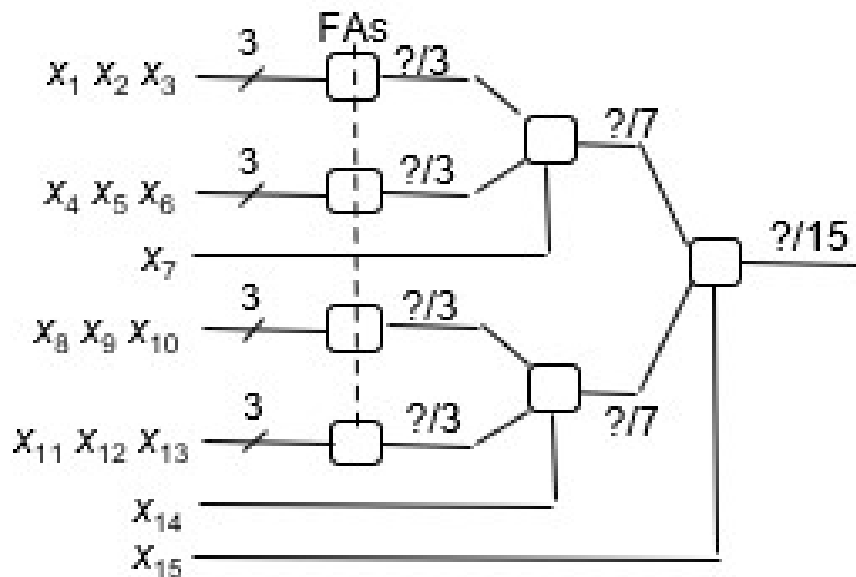 FAs
3
x₁ x₂ x₃
?/3
?/7
3
x₄ x₅ x₆
?/3
x₇
?/15
3
x₈ x₉ x₁₀
?/3
3
x₁₁ x₁₂ x₁₃
?/3
?/7
x₁₄
x₁₅